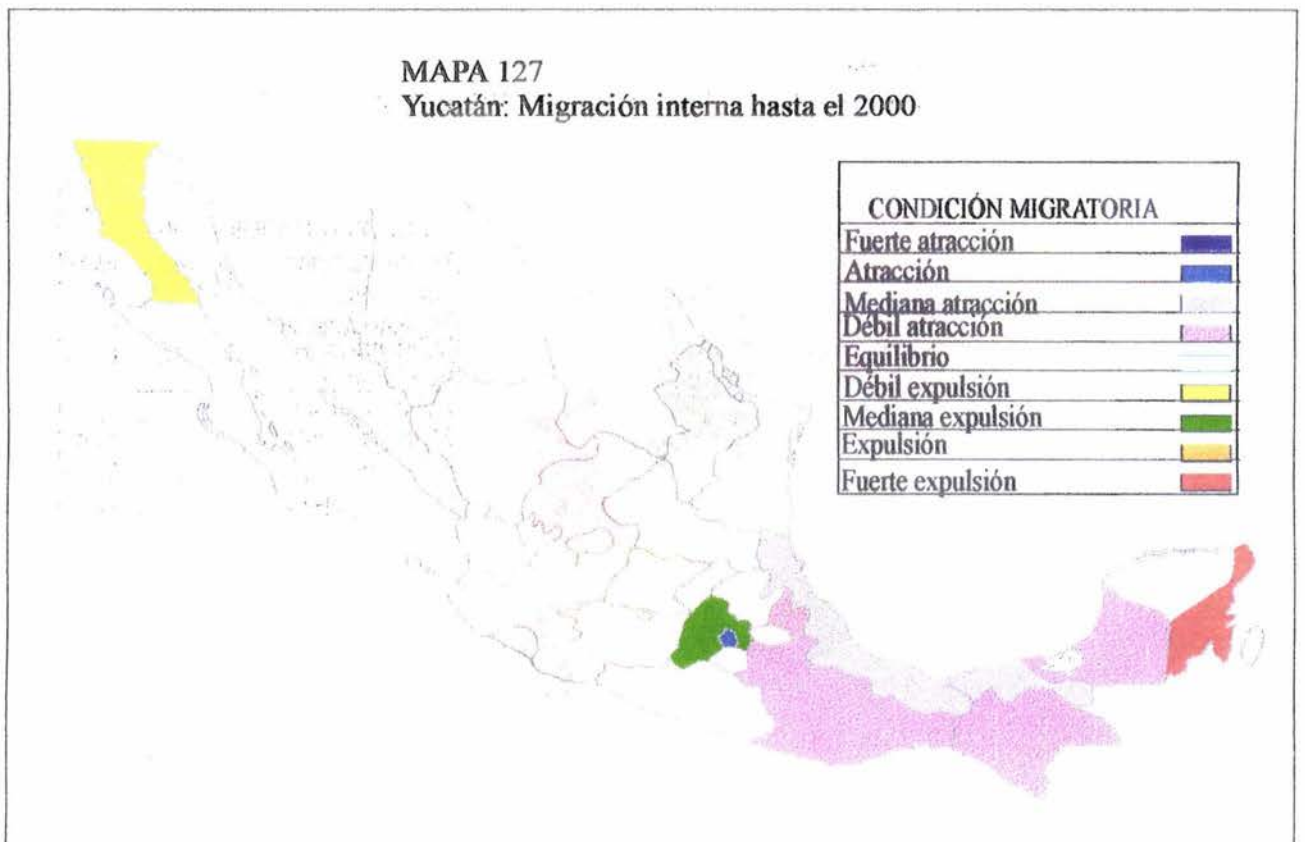 MAPA 127
Yucatán: Migración interna hasta el 2000
CONDICIÓN MIGRATORIA
Fuerte atracción
Atracción
Mediana atracción
Débil atracción
Equilibrio
Débil expulsión
Mediana expulsión
Expulsión
Fuerte expulsión